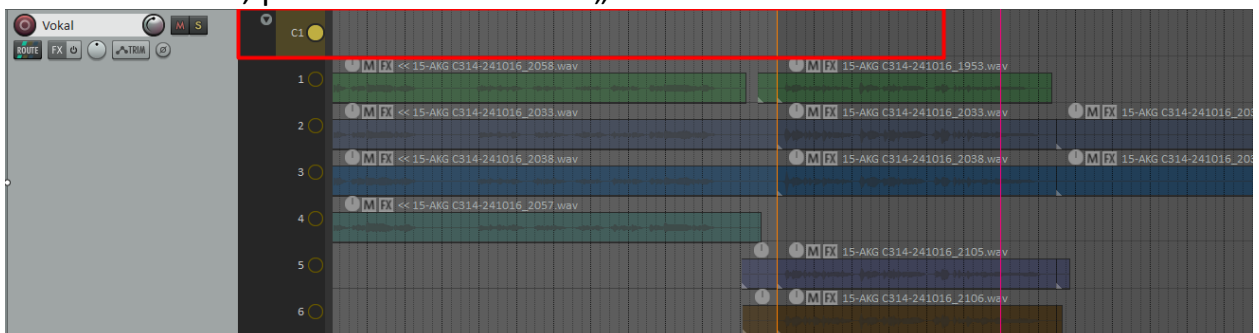 Vokal M S C1
ROUTE FX TRIM
1 M FX << 15-AKG C314-241016_2058.wav M FX 15-AKG C314-241016_1953.wav
2 M FX << 15-AKG C314-241016_2033.wav M FX 15-AKG C314-241016_2033.wav M FX 15-AKG C314-241016_203
3 M FX << 15-AKG C314-241016_2038.wav M FX 15-AKG C314-241016_2038.wav M FX 15-AKG C314-241016_203
4 M FX << 15-AKG C314-241016_2057.wav
5 M FX 15-AKG C314-241016_2105.wav
6 M FX 15-AKG C314-241016_2106.wav